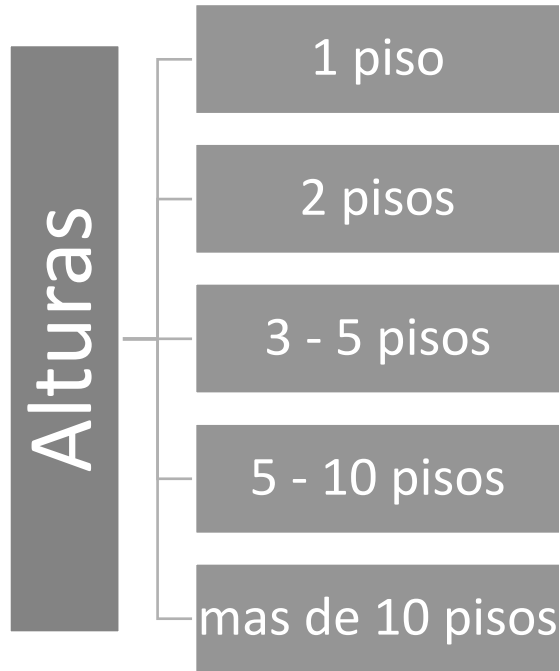 Alturas
1 piso
2 pisos
3 - 5 pisos
5 - 10 pisos
mas de 10 pisos